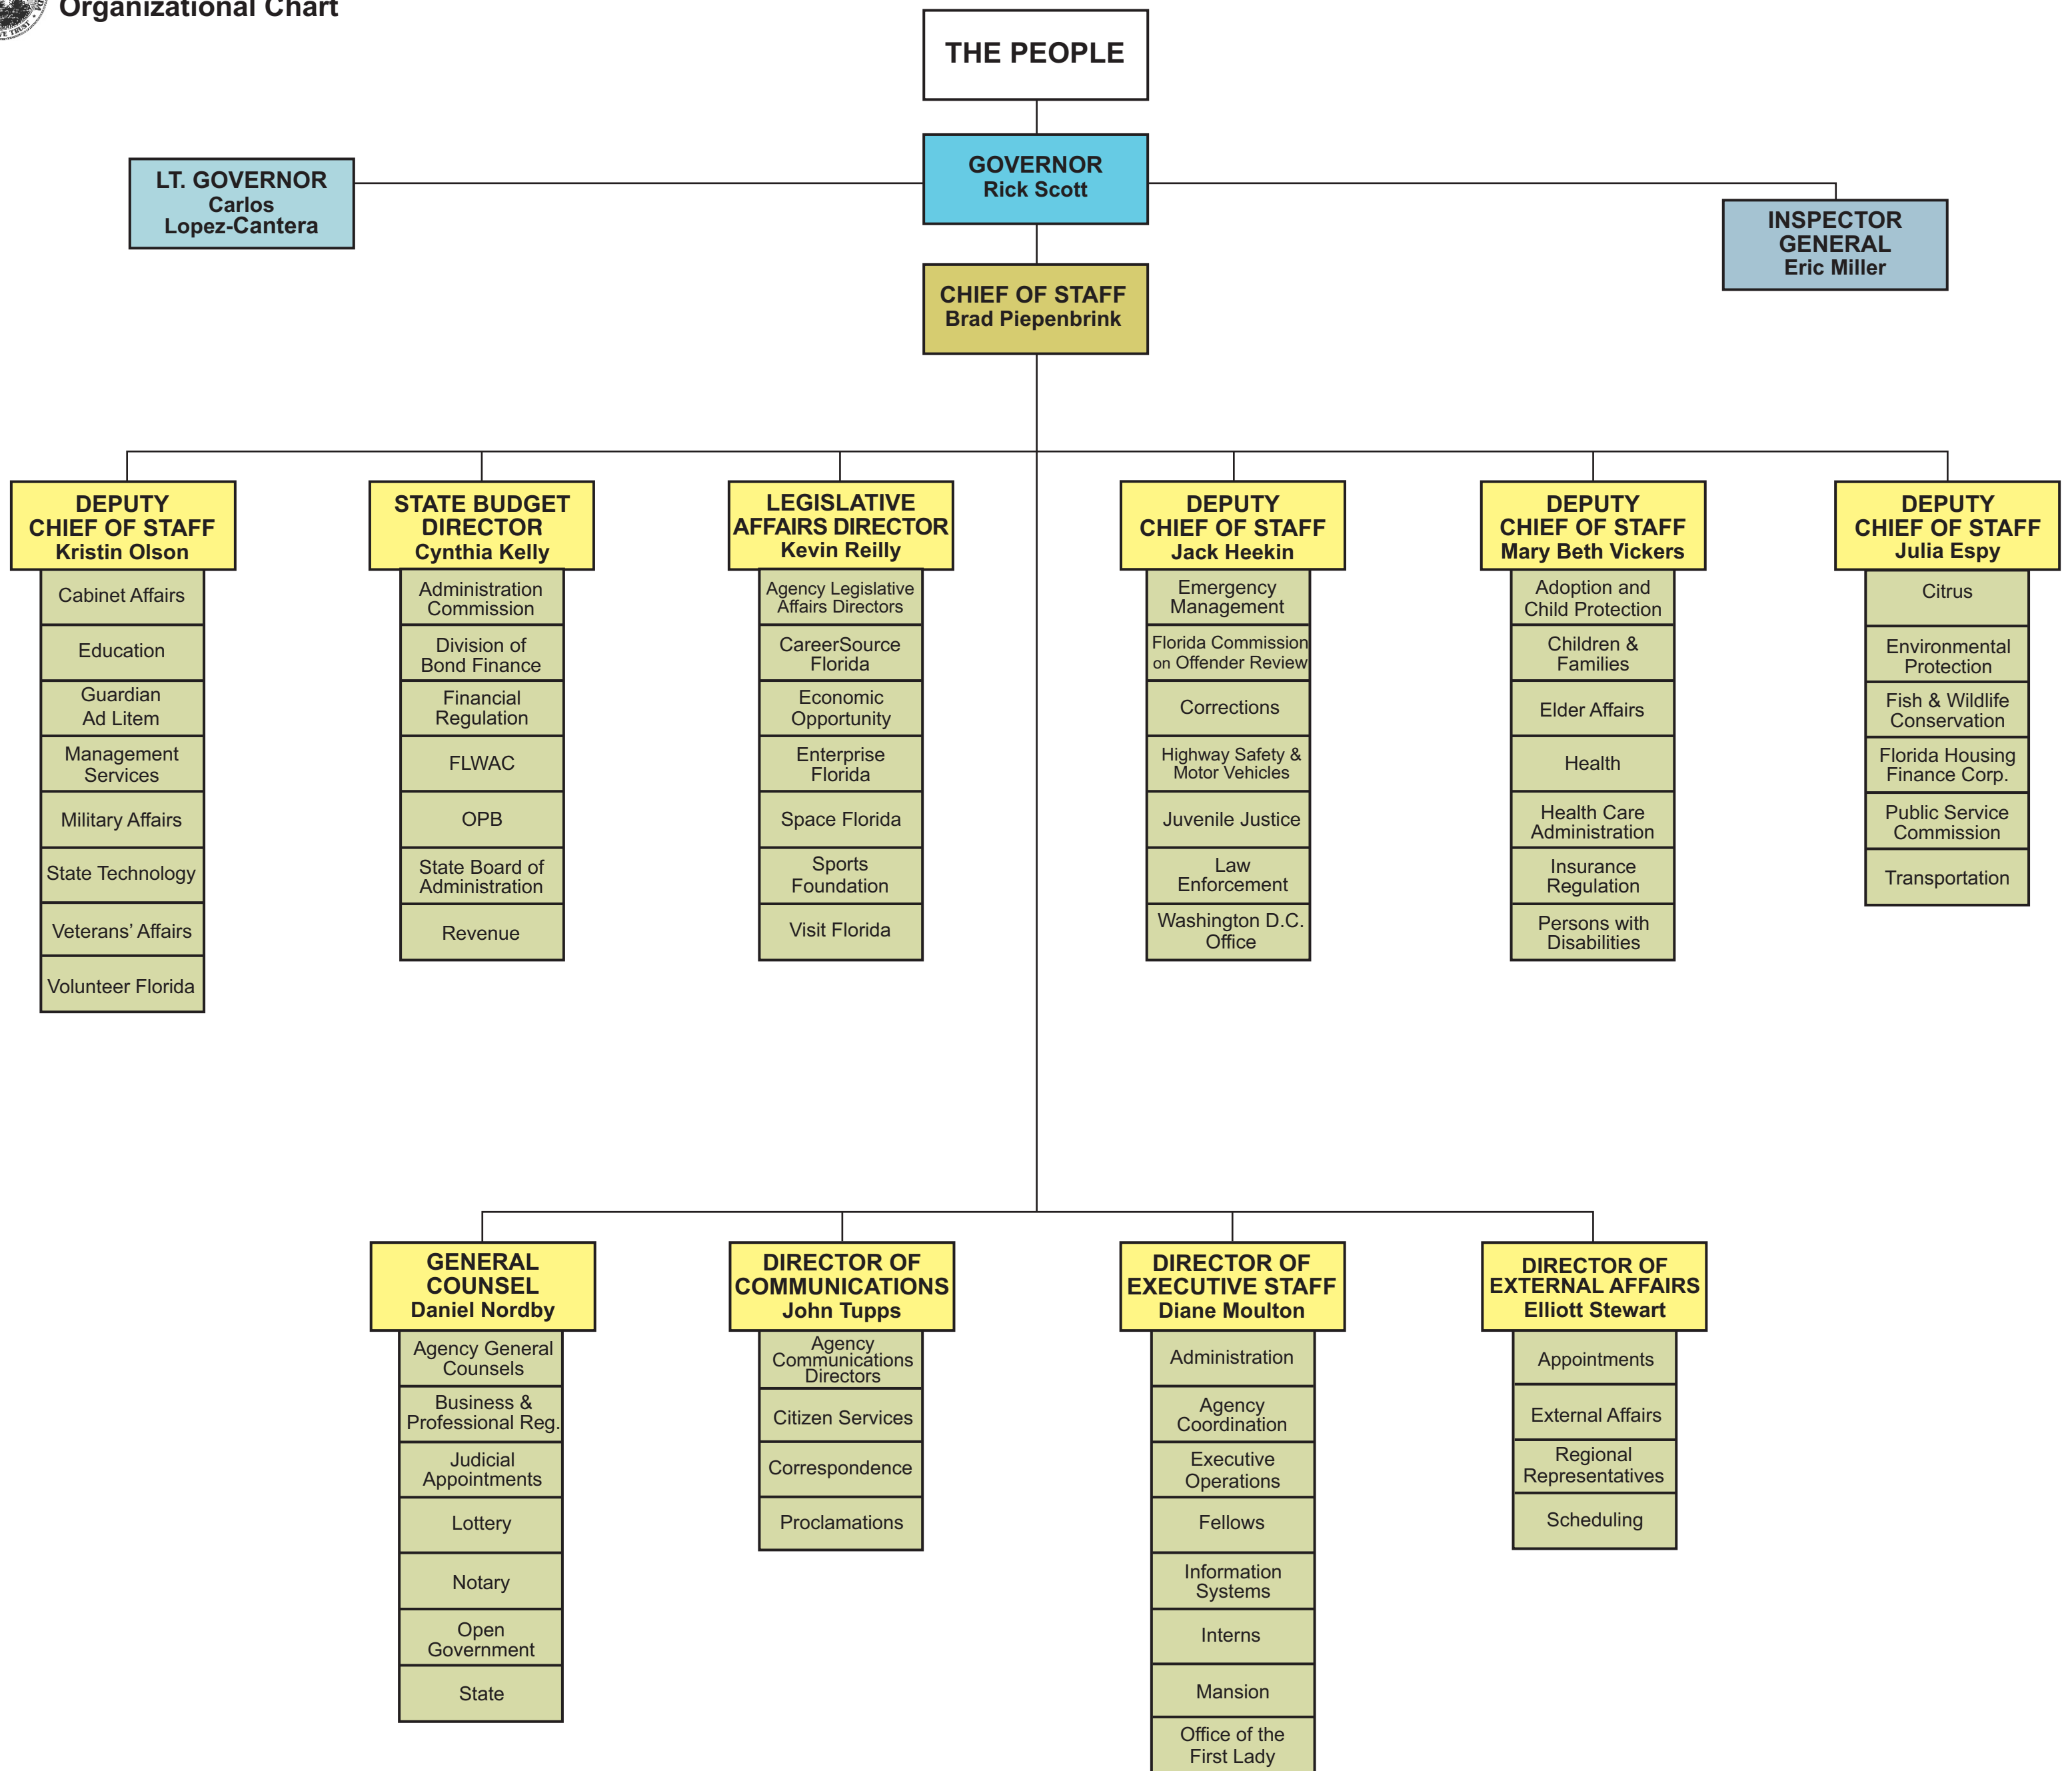 Organizational Chart
THE PEOPLE
GOVERNOR
Rick Scott
LT. GOVERNOR
Carlos
Lopez-Cantera
INSPECTOR
GENERAL
Eric Miller
CHIEF OF STAFF
Brad Piepenbrink
DEPUTY
CHIEF OF STAFF
Kristin Olson
Cabinet Affairs
Education
Guardian
Ad Litem
Management
Services
Military Affairs
State Technology
Veterans’ Affairs
Volunteer Florida
STATE BUDGET
DIRECTOR
Cynthia Kelly
Administration
Commission
Division of
Bond Finance
Financial
Regulation
FLWAC
OPB
State Board of
Administration
Revenue
LEGISLATIVE
AFFAIRS DIRECTOR
Kevin Reilly
Agency Legislative
Affairs Directors
CareerSource
Florida
Economic
Opportunity
Enterprise
Florida
Space Florida
Sports
Foundation
Visit Florida
DEPUTY
CHIEF OF STAFF
Jack Heekin
Emergency
Management
Florida Commission
on Offender Review
Corrections
Highway Safety &
Motor Vehicles
Juvenile Justice
Law
Enforcement
Washington D.C.
Office
DEPUTY
CHIEF OF STAFF
Mary Beth Vickers
Adoption and
Child Protection
Children &
Families
Elder Affairs
Health
Health Care
Administration
Insurance
Regulation
Persons with
Disabilities
DEPUTY
CHIEF OF STAFF
Julia Espy
Citrus
Environmental
Protection
Fish & Wildlife
Conservation
Florida Housing
Finance Corp.
Public Service
Commission
Transportation
GENERAL
COUNSEL
Daniel Nordby
Agency General
Counsels
Business &
Professional Reg.
Judicial
Appointments
Lottery
Notary
Open
Government
State
DIRECTOR OF
COMMUNICATIONS
John Tupps
Agency
Communications
Directors
Citizen Services
Correspondence
Proclamations
DIRECTOR OF
EXECUTIVE STAFF
Diane Moulton
Administration
Agency
Coordination
Executive
Operations
Fellows
Information
Systems
Interns
Mansion
Office of the
First Lady
DIRECTOR OF
EXTERNAL AFFAIRS
Elliott Stewart
Appointments
External Affairs
Regional
Representatives
Scheduling